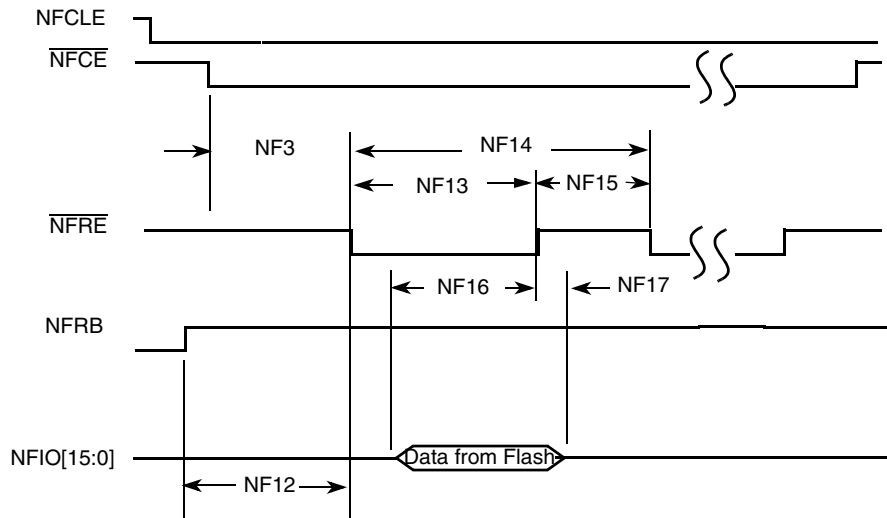 NFCLE
NFCE
NF3
NF14
NF13
NF15
NFRE
NF16
NF17
NFRB
NFIO[15:0]
Data from Flash
NF12